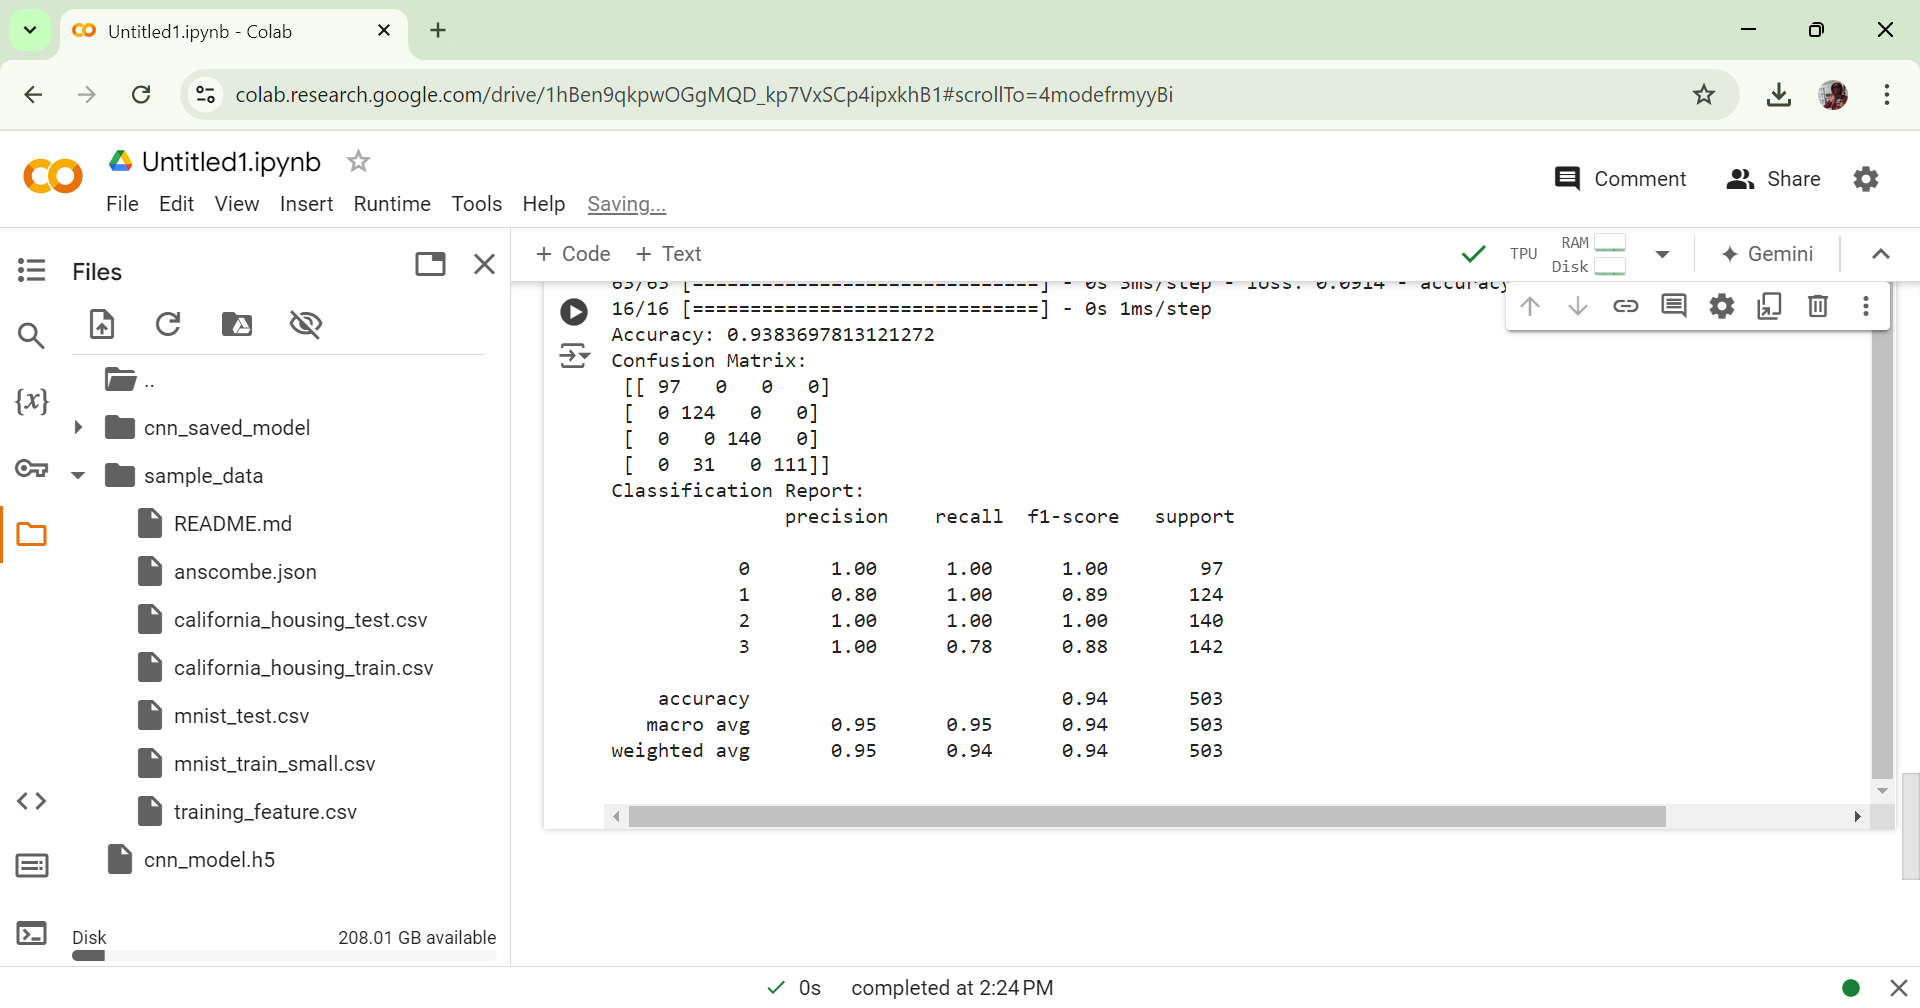 Untitled1.ipynb - Colab
colab.research.google.com/drive/1hBen9qkpwOGgMQD_kp7VxSCp4ipxkhB1#scrollTo=4modefrmyyBi
Untitled1.ipynb
File Edit View Insert Runtime Tools Help Saving...
Comment
Share
Files
+ Code + Text
TPU
RAM
Disk
Gemini
..
cnn_saved_model
sample_data
README.md
anscombe.json
california_housing_test.csv
california_housing_train.csv
mnist_test.csv
mnist_train_small.csv
training_feature.csv
cnn_model.h5
Disk 208.01 GB available
{x}
63/63 [==============================] - 0s 3ms/step - loss: 0.0914 - accuracy
16/16 [==============================] - 0s 1ms/step
Accuracy: 0.9383697813121272
Confusion Matrix:
[[ 97 0 0 0]
[ 0 124 0 0]
[ 0 0 140 0]
[ 0 31 0 111]]
Classification Report:
precision recall f1-score support
0 1.00 1.00 1.00 97
1 0.80 1.00 0.89 124
2 1.00 1.00 1.00 140
3 1.00 0.78 0.88 142
accuracy 0.94 503
macro avg 0.95 0.95 0.94 503
weighted avg 0.95 0.94 0.94 503
0s completed at 2:24 PM